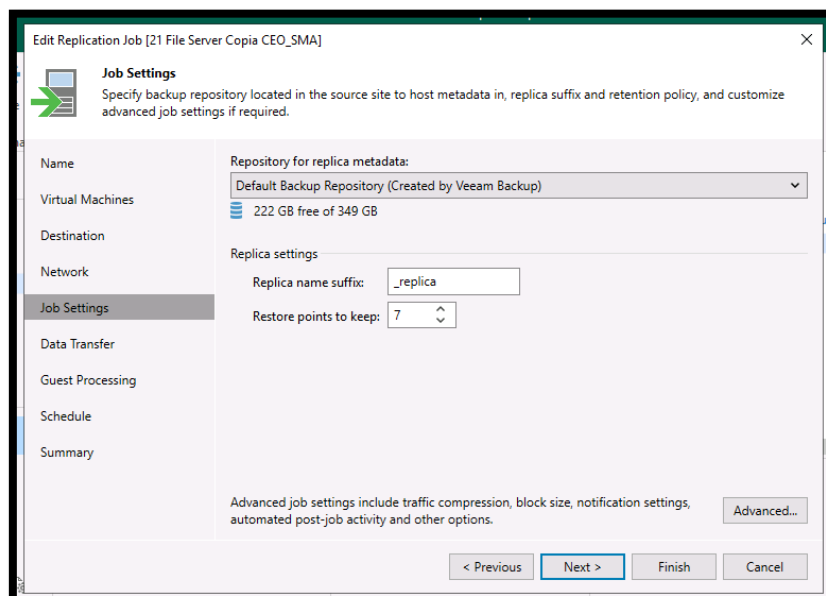 Edit Replication Job [21 File Server Copia CEO_SMA]
Job Settings
Specify backup repository located in the source site to host metadata in, replica suffix and retention policy, and customize
advanced job settings if required.
Name
Virtual Machines
Destination
Network
Job Settings
Data Transfer
Guest Processing
Schedule
Summary
Repository for replica metadata:
Default Backup Repository (Created by Veeam Backup)
222 GB free of 349 GB
Replica settings
Replica name suffix: _replica
Restore points to keep: 7
Advanced job settings include traffic compression, block size, notification settings,
automated post-job activity and other options.
Advanced...
< Previous
Next >
Finish
Cancel